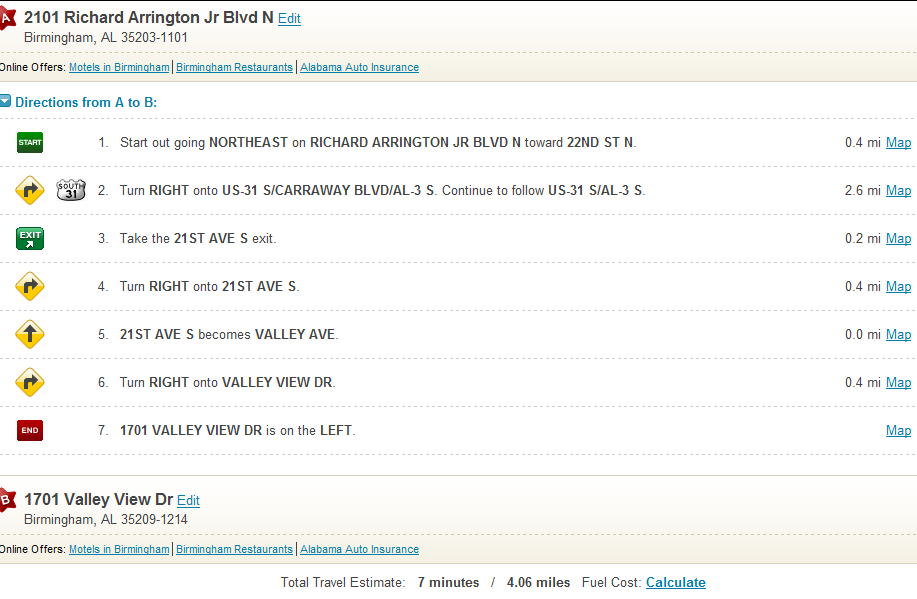 A 2101 Richard Arrington Jr Blvd N Edit
Birmingham, AL 35203-1101
Online Offers: Motels in Birmingham | Birmingham Restaurants | Alabama Auto Insurance
Directions from A to B:
START 1. Start out going NORTHEAST on RICHARD ARRINGTON JR BLVD N toward 22ND ST N. 0.4 mi Map
SOUTH 31 2. Turn RIGHT onto US-31 S/CARRAWAY BLVD/AL-3 S. Continue to follow US-31 S/AL-3 S. 2.6 mi Map
EXIT 3. Take the 21ST AVE S exit. 0.2 mi Map
4. Turn RIGHT onto 21ST AVE S. 0.4 mi Map
5. 21ST AVE S becomes VALLEY AVE. 0.0 mi Map
6. Turn RIGHT onto VALLEY VIEW DR. 0.4 mi Map
END 7. 1701 VALLEY VIEW DR is on the LEFT. Map
B 1701 Valley View Dr Edit
Birmingham, AL 35209-1214
Online Offers: Motels in Birmingham | Birmingham Restaurants | Alabama Auto Insurance
Total Travel Estimate: 7 minutes / 4.06 miles Fuel Cost: Calculate